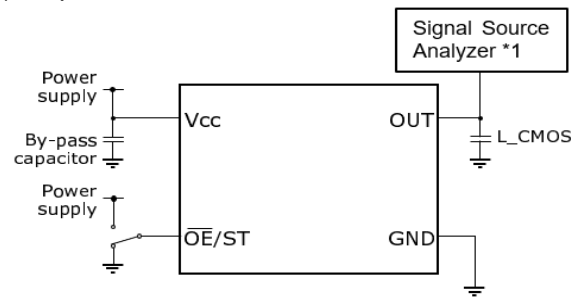 Signal Source
Analyzer *1
Power
supply
Vcc
OUT
By-pass
capacitor
L_CMOS
Power
supply
OE/ST
GND